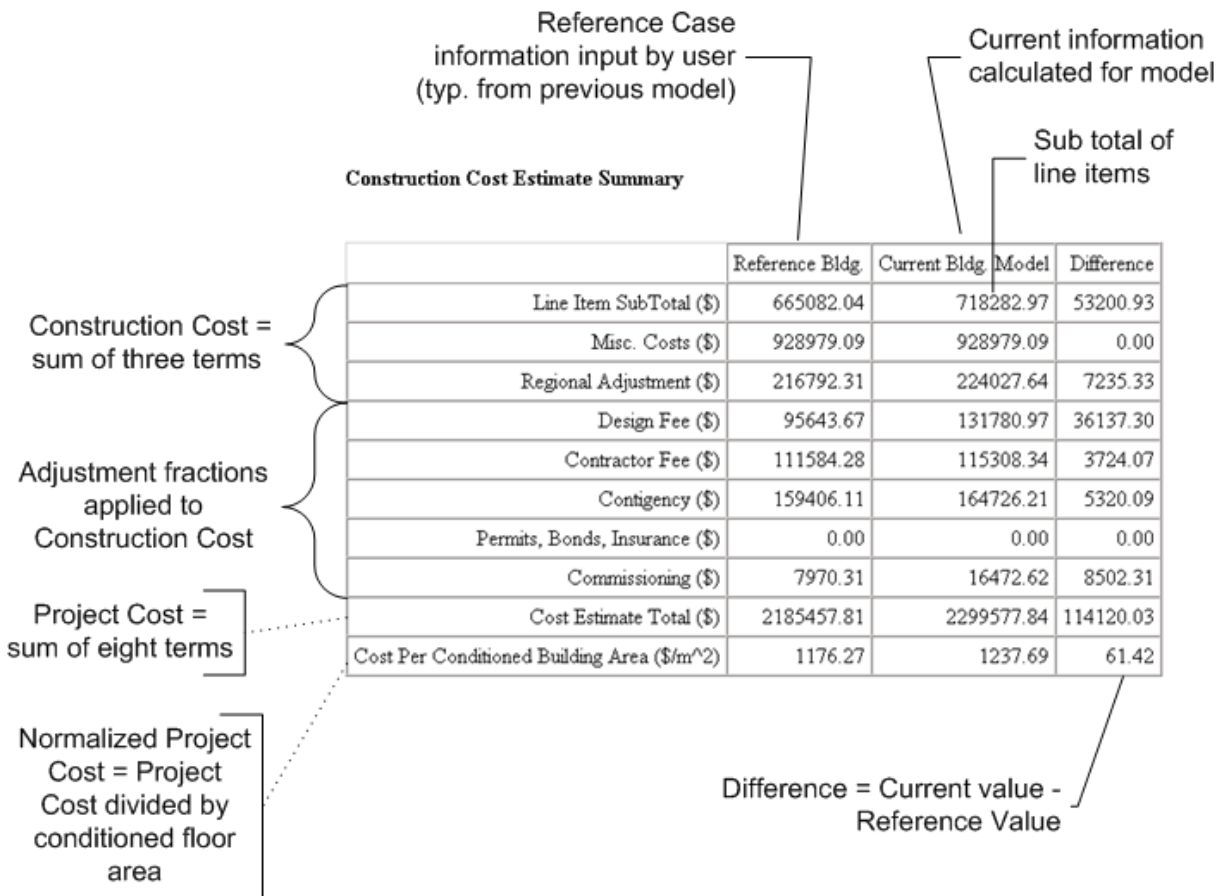 Reference Case
information input by user
(typ. from previous model)
Current information
calculated for model
Sub total of
line items
Construction Cost Estimate Summary
Reference Bldg. Current Bldg. Model Difference
Line Item SubTotal ($) 665082.04 718282.97 53200.93
Misc. Costs ($) 928979.09 928979.09 0.00
Regional Adjustment ($) 216792.31 224027.64 7235.33
Design Fee ($) 95643.67 131780.97 36137.30
Contractor Fee ($) 111584.28 115308.34 3724.07
Contigency ($) 159406.11 164726.21 5320.09
Permits, Bonds, Insurance ($) 0.00 0.00 0.00
Commissioning ($) 7970.31 16472.62 8502.31
Cost Estimate Total ($) 2185457.81 2299577.84 114120.03
Cost Per Conditioned Building Area ($/m^2) 1176.27 1237.69 61.42
Construction Cost =
sum of three terms
Adjustment fractions
applied to
Construction Cost
Project Cost =
sum of eight terms
Normalized Project
Cost = Project
Cost divided by
conditioned floor
area
Difference = Current value -
Reference Value